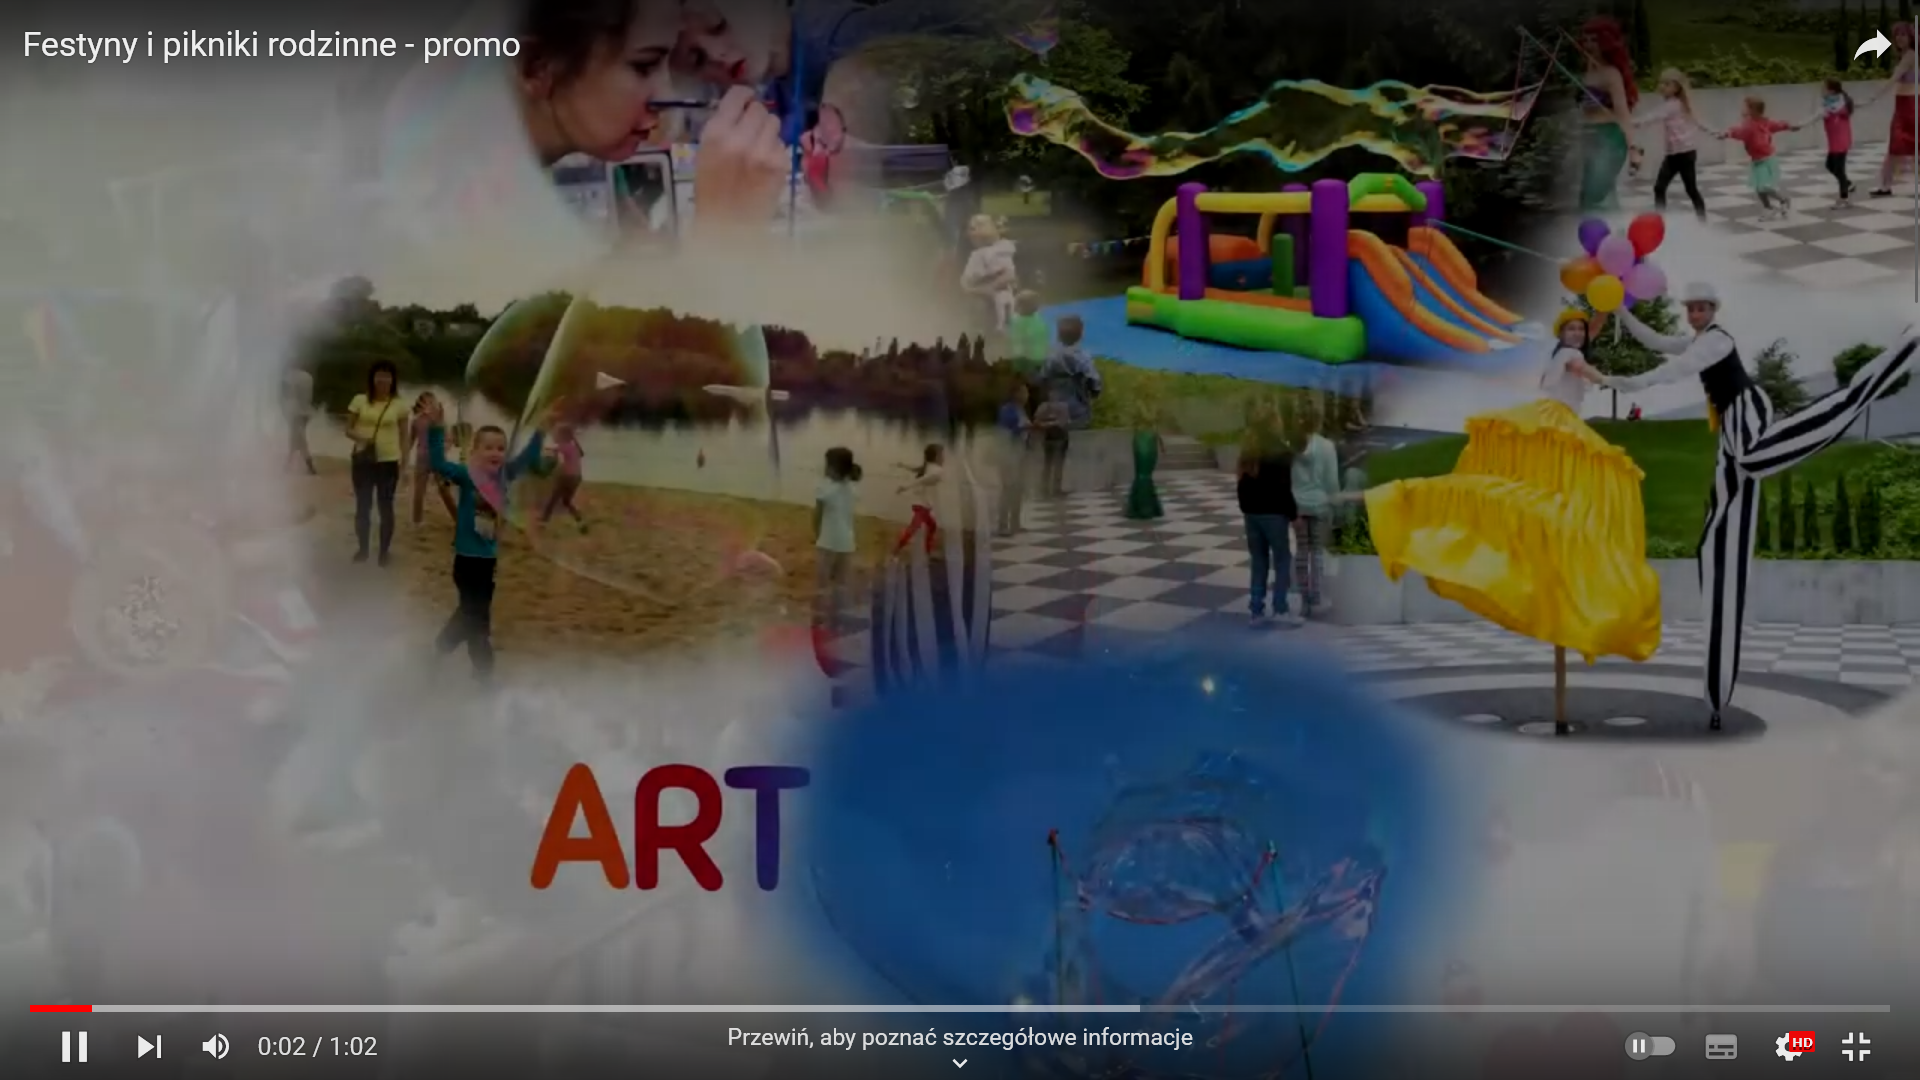 Festyny i pikniki rodzinne - promo
ART
0:02 / 1:02
Przewiń, aby poznać szczegółowe informacje
HD